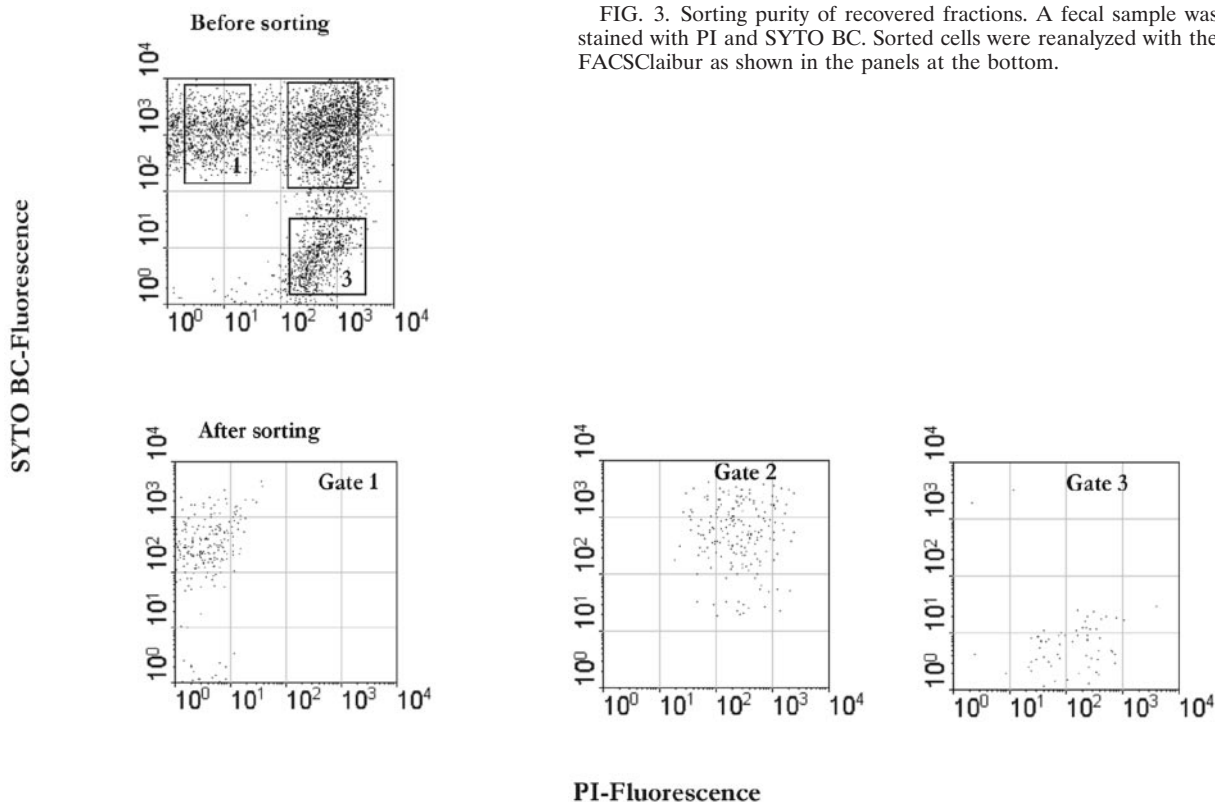 Before sorting
FIG. 3. Sorting purity of recovered fractions. A fecal sample was
stained with PI and SYTO BC. Sorted cells were reanalyzed with the
FACSClaibur as shown in the panels at the bottom.
SYTO BC-Fluorescence
10⁴
10³
10²
10¹
10⁰
1
2
3
10⁰ 10¹ 10² 10³ 10⁴
After sorting
10⁴
10³
10²
10¹
10⁰
Gate 1
10⁰ 10¹ 10² 10³ 10⁴
10⁴
10³
10²
10¹
10⁰
Gate 2
10⁰ 10¹ 10² 10³ 10⁴
10⁴
10³
10²
10¹
10⁰
Gate 3
10⁰ 10¹ 10² 10³ 10⁴
PI-Fluorescence